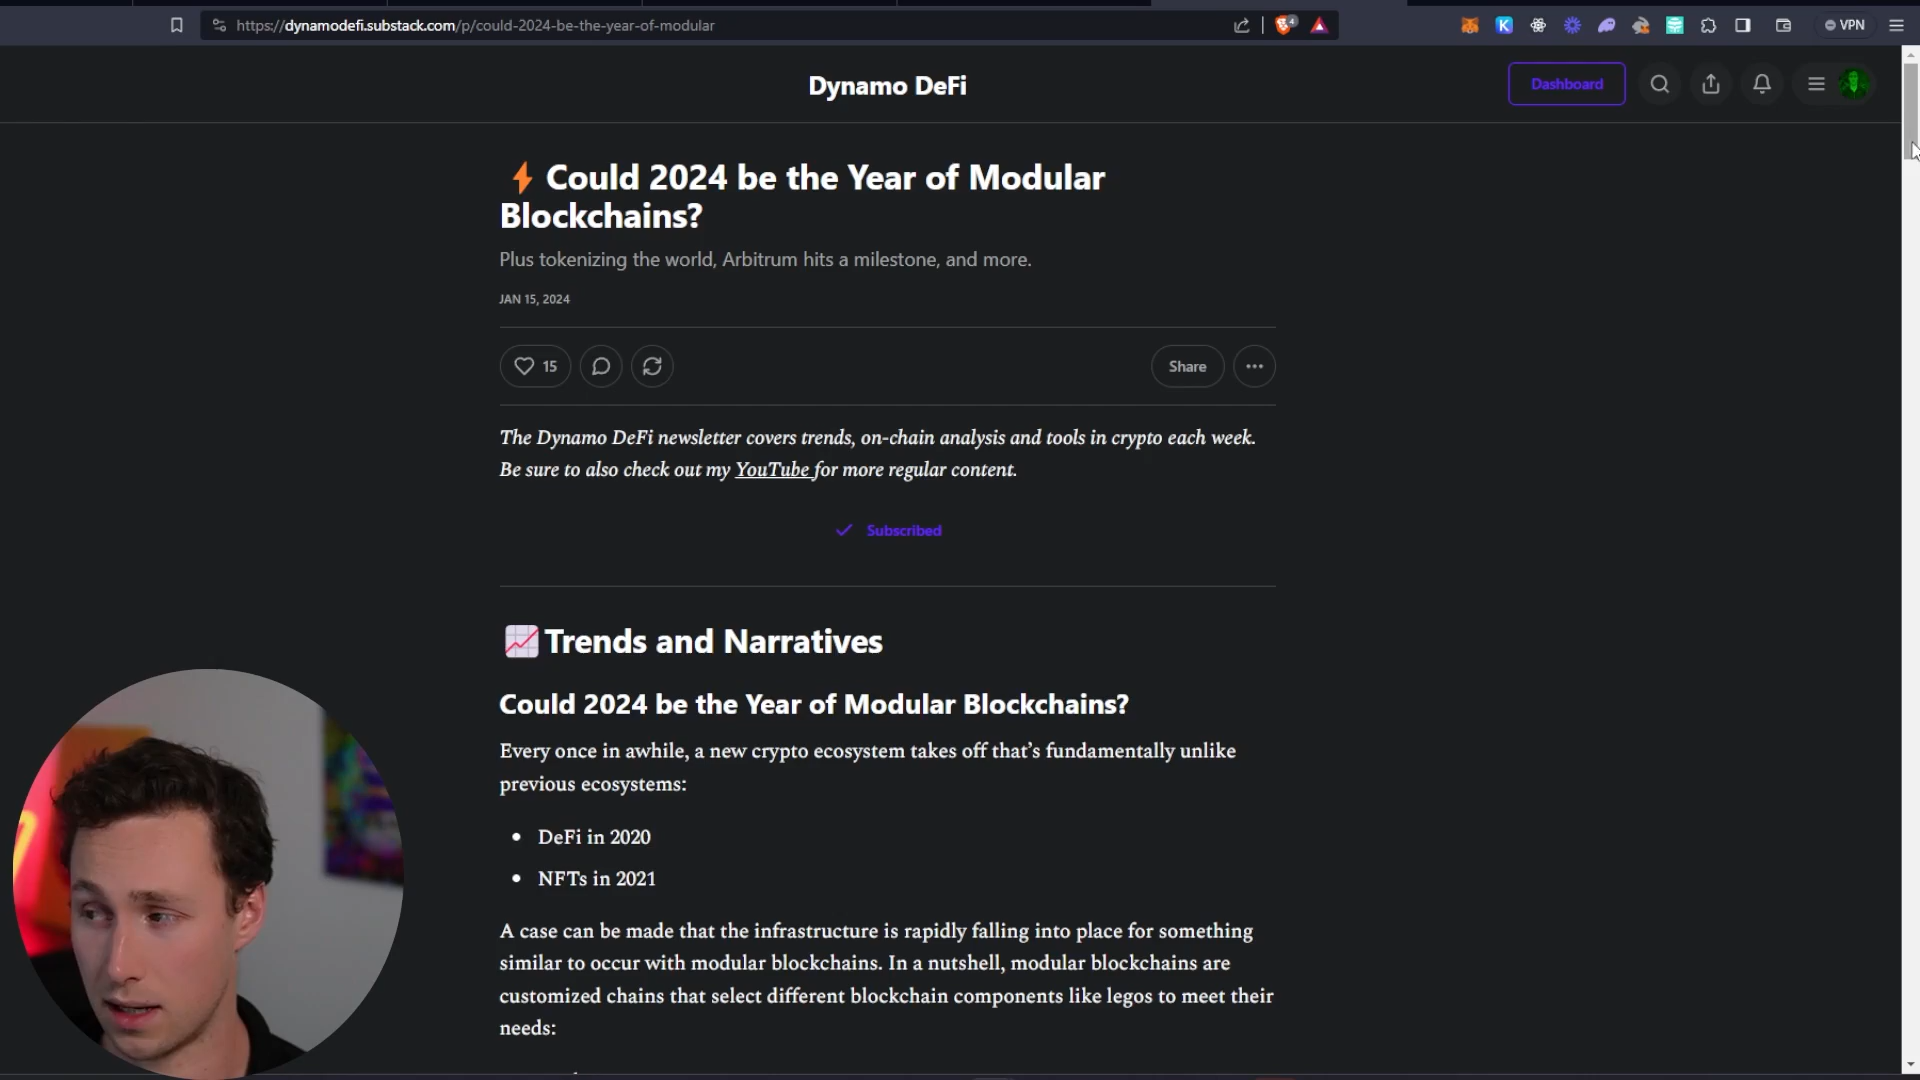 https://dynamodefi.substack.com/p/could-2024-be-the-year-of-modular
4
K
VPN
Dynamo DeFi
Dashboard
Could 2024 be the Year of Modular
Blockchains?
Plus tokenizing the world, Arbitrum hits a milestone, and more.
JAN 15, 2024
15
Share
The Dynamo DeFi newsletter covers trends, on-chain analysis and tools in crypto each week.
Be sure to also check out my YouTube for more regular content.
Subscribed
Trends and Narratives
Could 2024 be the Year of Modular Blockchains?
Every once in awhile, a new crypto ecosystem takes off that’s fundamentally unlike
previous ecosystems:
• DeFi in 2020
• NFTs in 2021
A case can be made that the infrastructure is rapidly falling into place for something
similar to occur with modular blockchains. In a nutshell, modular blockchains are
customized chains that select different blockchain components like legos to meet their
needs: